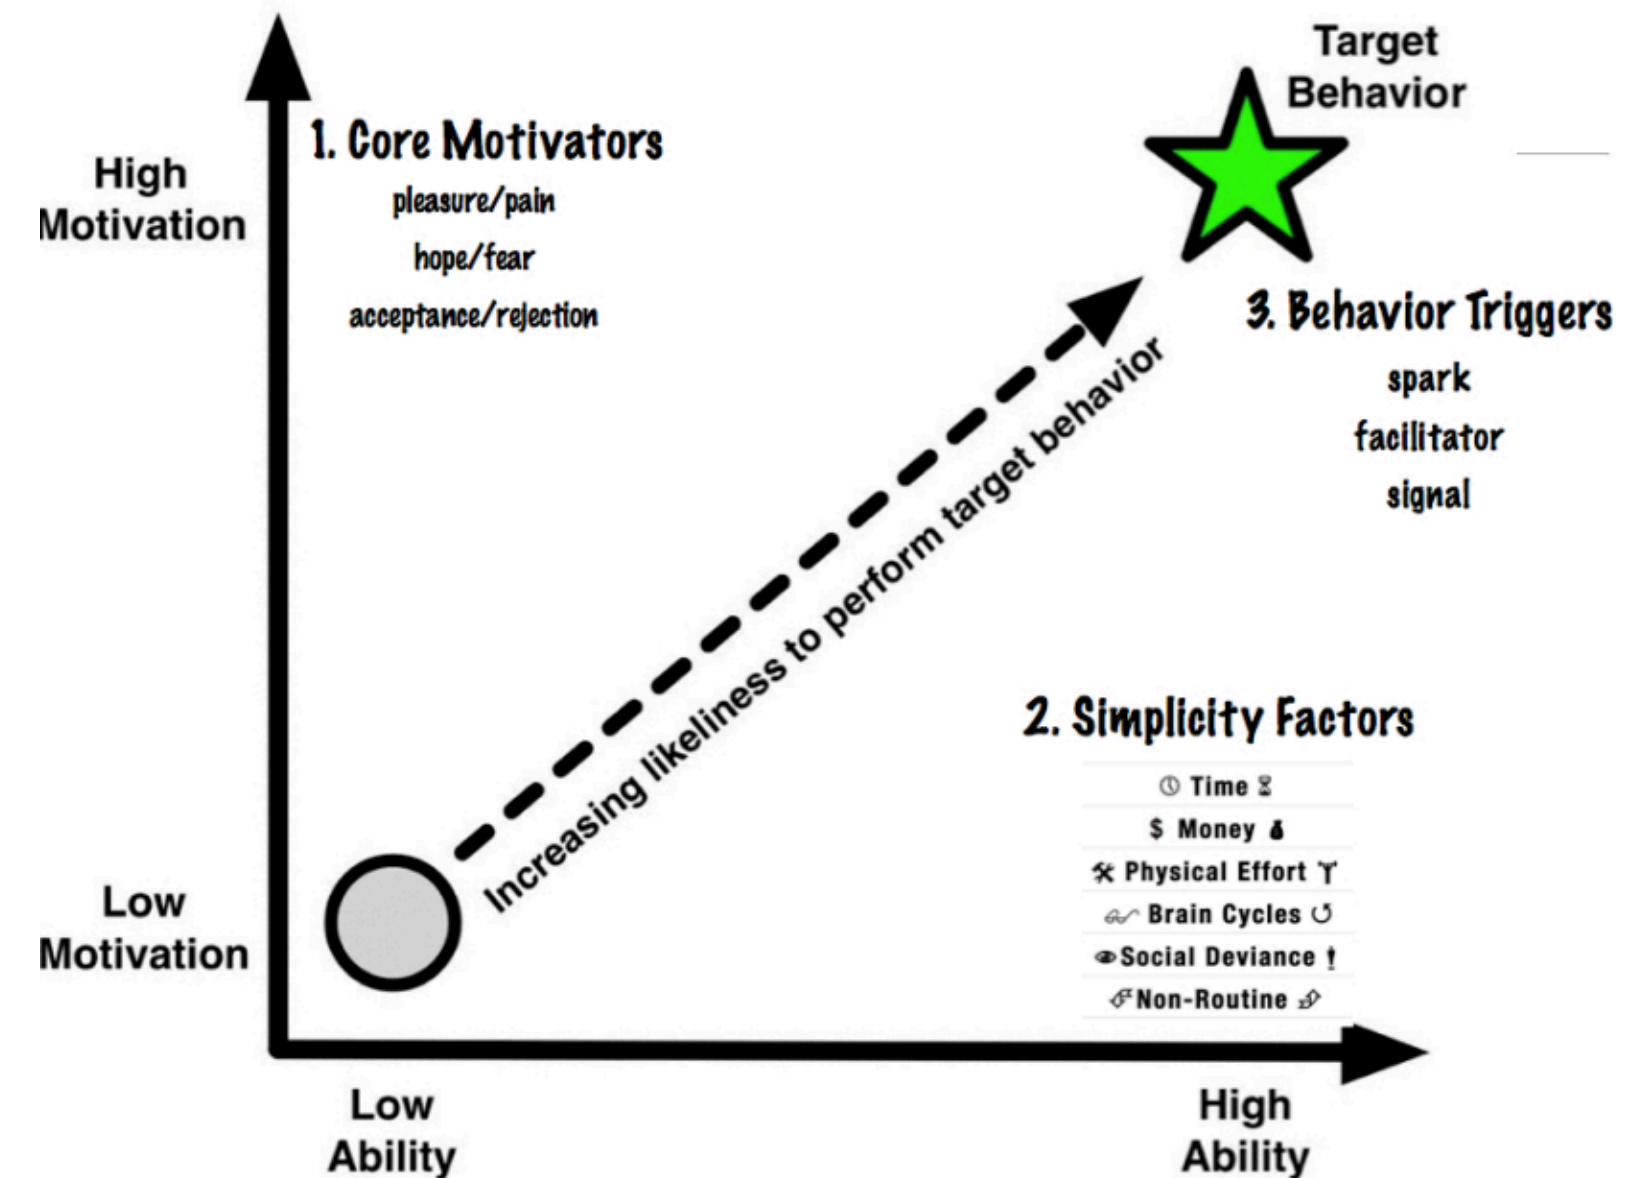 Target
Behavior
1. Core Motivators
pleasure/pain
hope/fear
acceptance/rejection
High
Motivation
3. Behavior Triggers
spark
facilitator
signal
Increasing likeliness to perform target behavior
2. Simplicity Factors
Time
$ Money
Physical Effort
Brain Cycles
Social Deviance
Non-Routine
Low
Motivation
Low
Ability
High
Ability